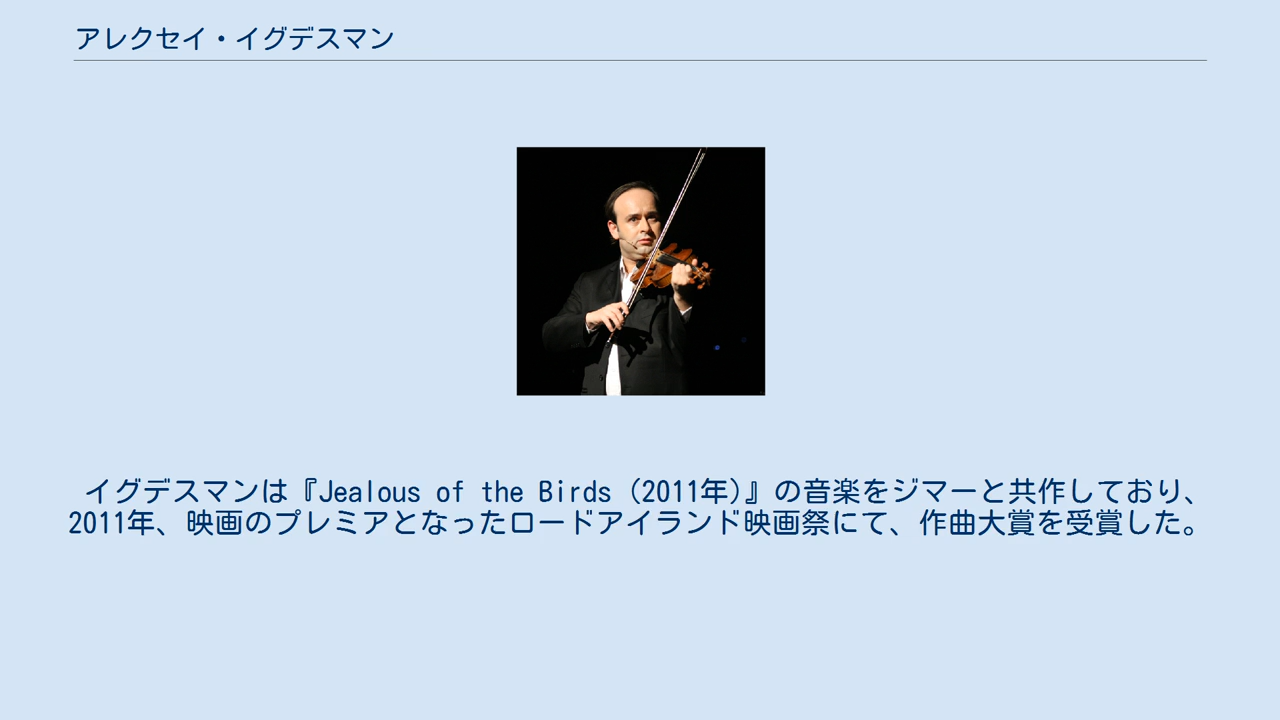 アレクセイ・イグデスマン
イグデスマンは『Jealous of the Birds (2011年)』の音楽をジマーと共作しており、
2011年、映画のプレミアとなったロードアイランド映画祭にて、作曲大賞を受賞した。